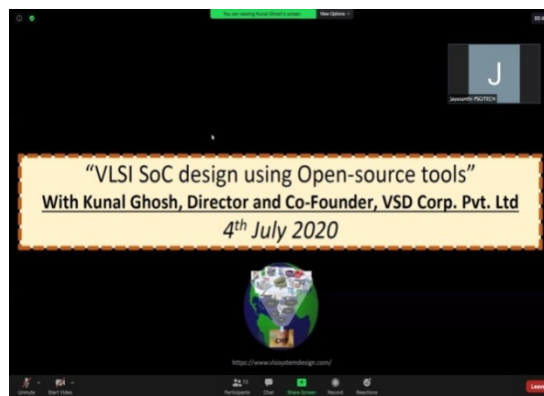 You are viewing Kunal Ghosh's screen
View Options
J
Jayasanthi PSGTECH
“VLSI SoC design using Open-source tools”
With Kunal Ghosh, Director and Co-Founder, VSD Corp. Pvt. Ltd
4th July 2020
CHIP
https://www.vlsisystemdesign.com/
Unmute
Start Video
Participants
Chat
Share Screen
Record
Reactions
Leave